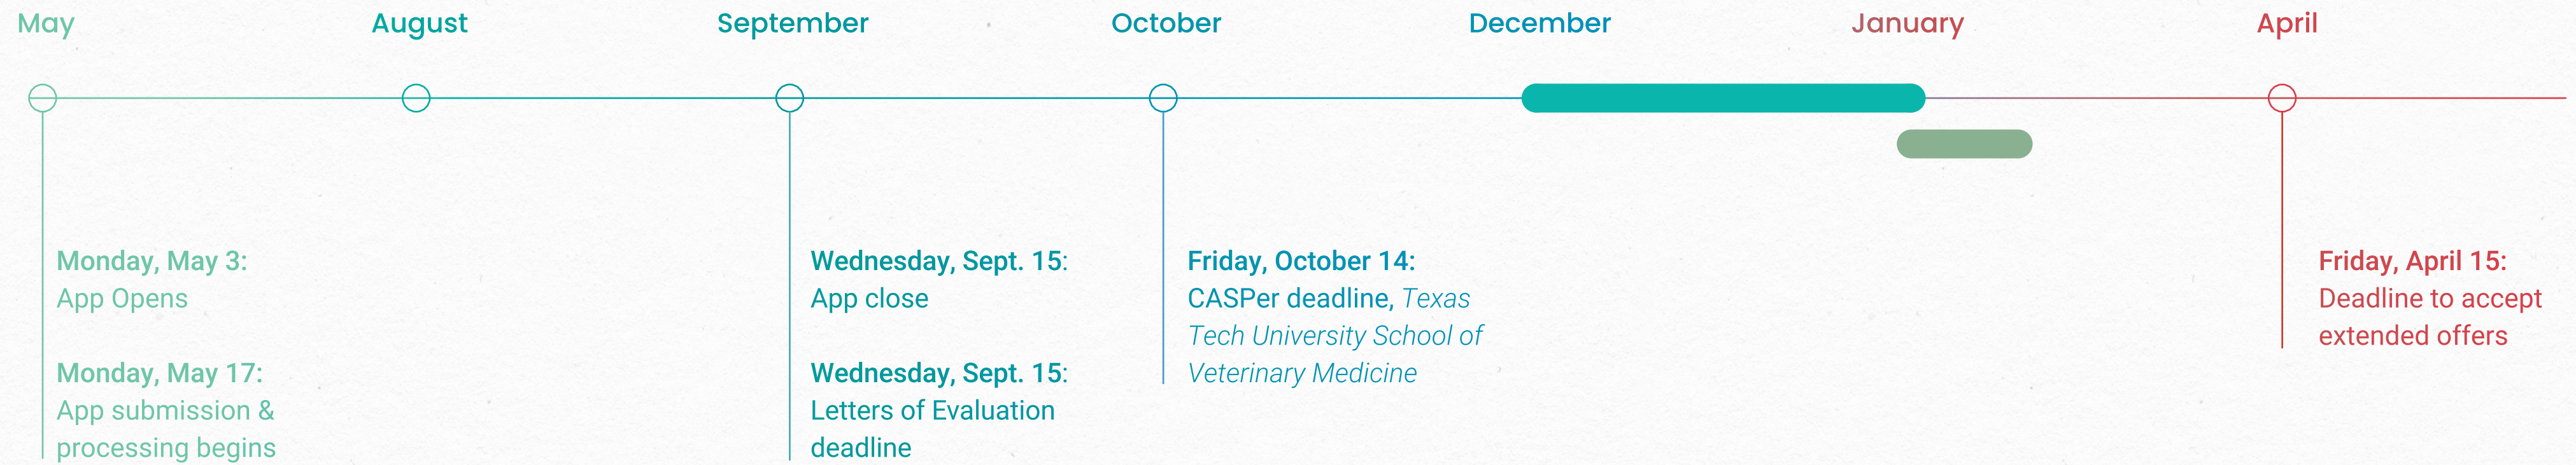 May
August
September
October
December
January
April
Monday, May 3:
App Opens
Monday, May 17:
App submission &
processing begins
Wednesday, Sept. 15:
App close
Wednesday, Sept. 15:
Letters of Evaluation
deadline
Friday, October 14:
CASPer deadline, Texas
Tech University School of
Veterinary Medicine
Friday, April 15:
Deadline to accept
extended offers